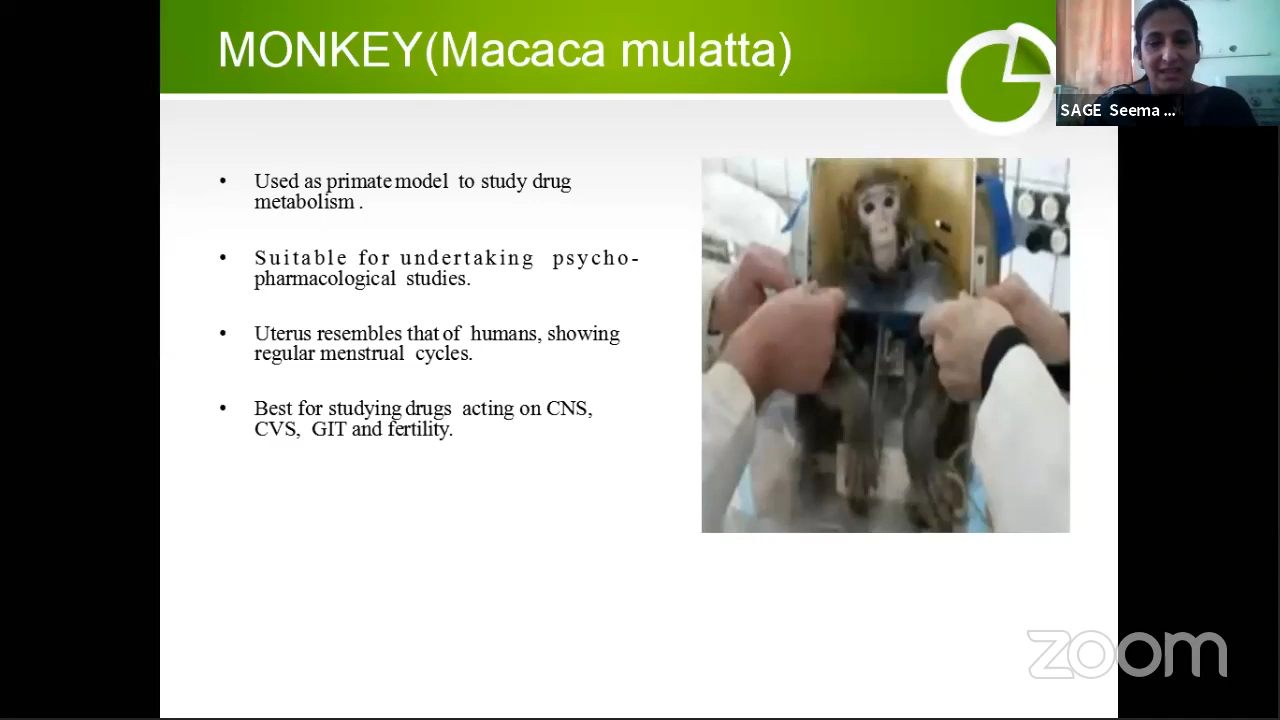 MONKEY(Macaca mulatta)
SAGE Seema ...
• Used as primate model to study drug
metabolism .
• Suitable for undertaking psycho-
pharmacological studies.
• Uterus resembles that of humans, showing
regular menstrual cycles.
• Best for studying drugs acting on CNS,
CVS, GIT and fertility.
zoom